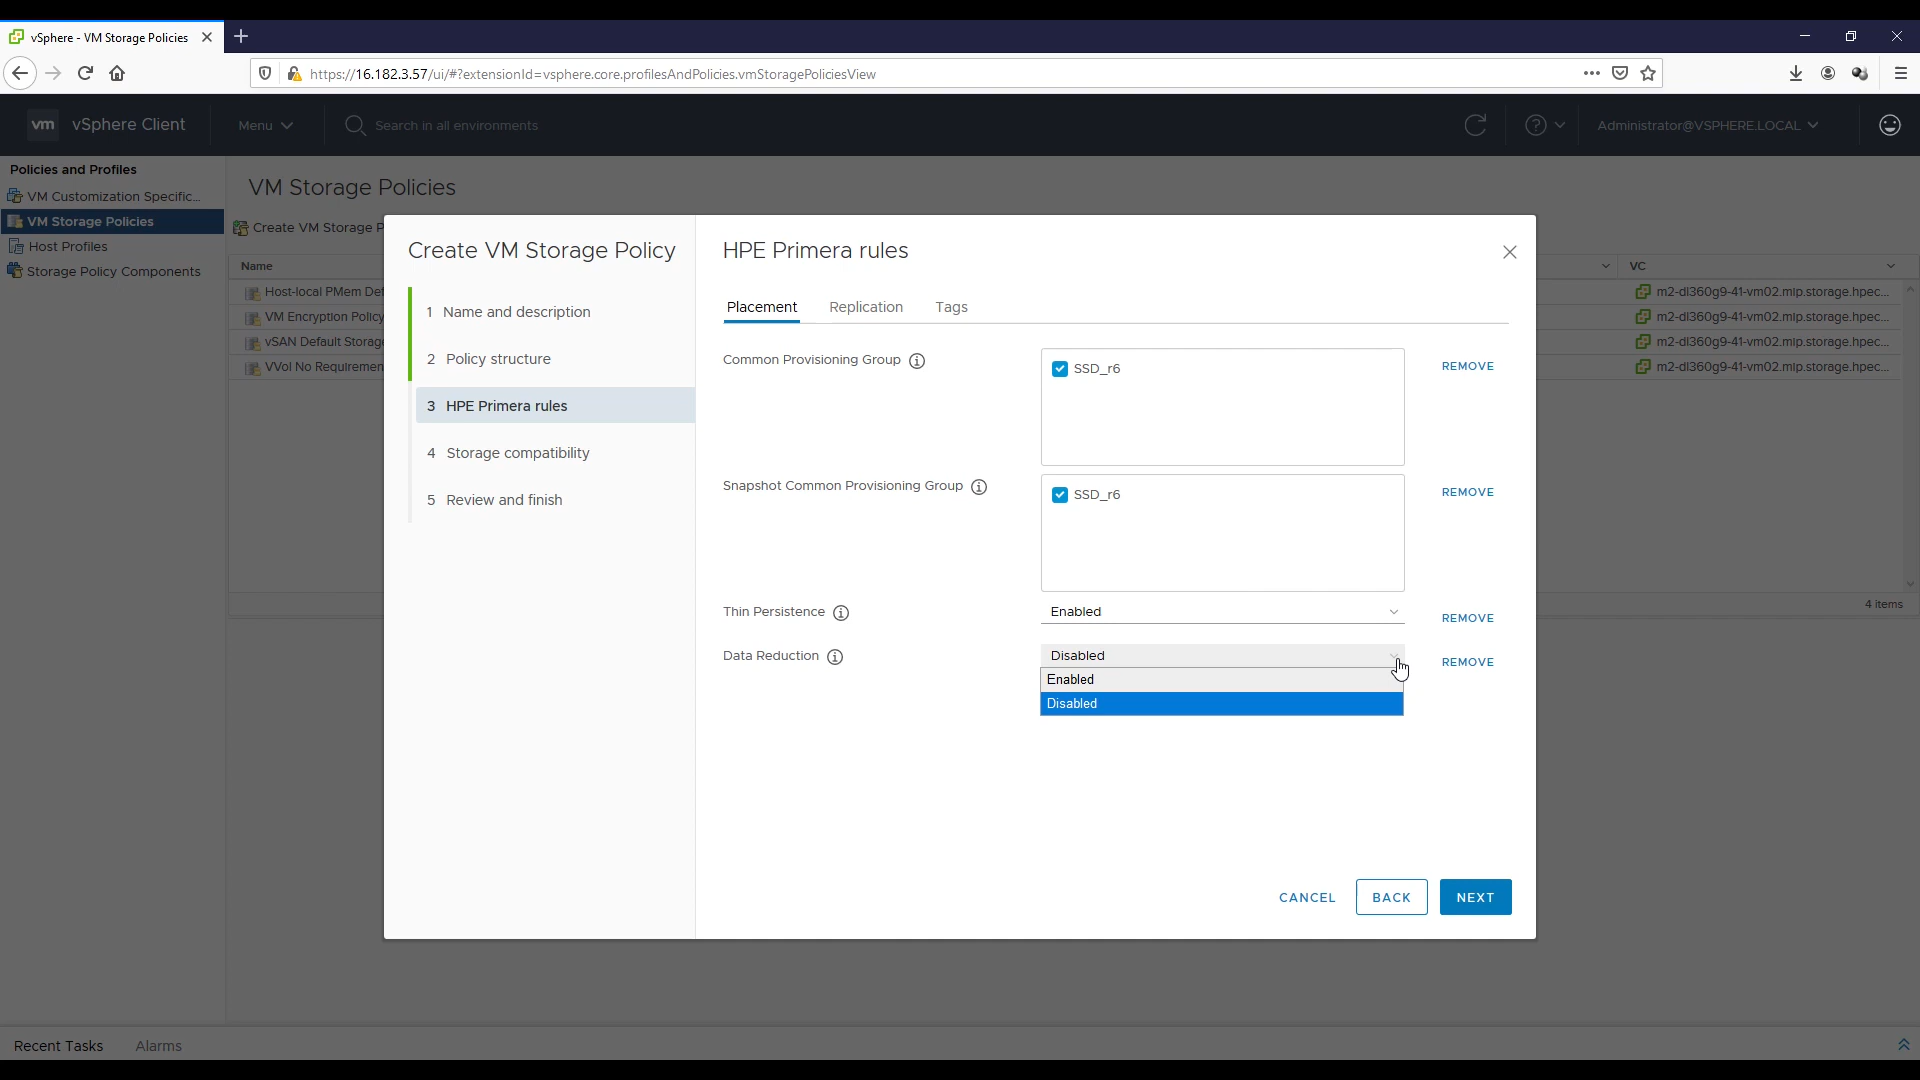 vSphere - VM Storage Policies
https://16.182.3.57/ui/#?extensionId=vsphere.core.profilesAndPolicies.vmStoragePoliciesView
vm vSphere Client
Menu
Search in all environments
Administrator@VSPHERE.LOCAL
Policies and Profiles
VM Customization Specific...
VM Storage Policies
Host Profiles
Storage Policy Components
VM Storage Policies
Create VM Storage P
Name
VC
Host-local PMem Def
m2-dl360g9-41-vm02.mip.storage.hpec...
VM Encryption Policy
m2-dl360g9-41-vm02.mip.storage.hpec...
vSAN Default Storage
m2-dl360g9-41-vm02.mip.storage.hpec...
VVol No Requiremen
m2-dl360g9-41-vm02.mip.storage.hpec...
4 items
Create VM Storage Policy
1 Name and description
2 Policy structure
3 HPE Primera rules
4 Storage compatibility
5 Review and finish
HPE Primera rules
Placement
Replication
Tags
Common Provisioning Group
SSD_r6
REMOVE
Snapshot Common Provisioning Group
SSD_r6
REMOVE
Thin Persistence
Enabled
REMOVE
Data Reduction
Disabled
REMOVE
Enabled
Disabled
CANCEL
BACK
NEXT
Recent Tasks
Alarms